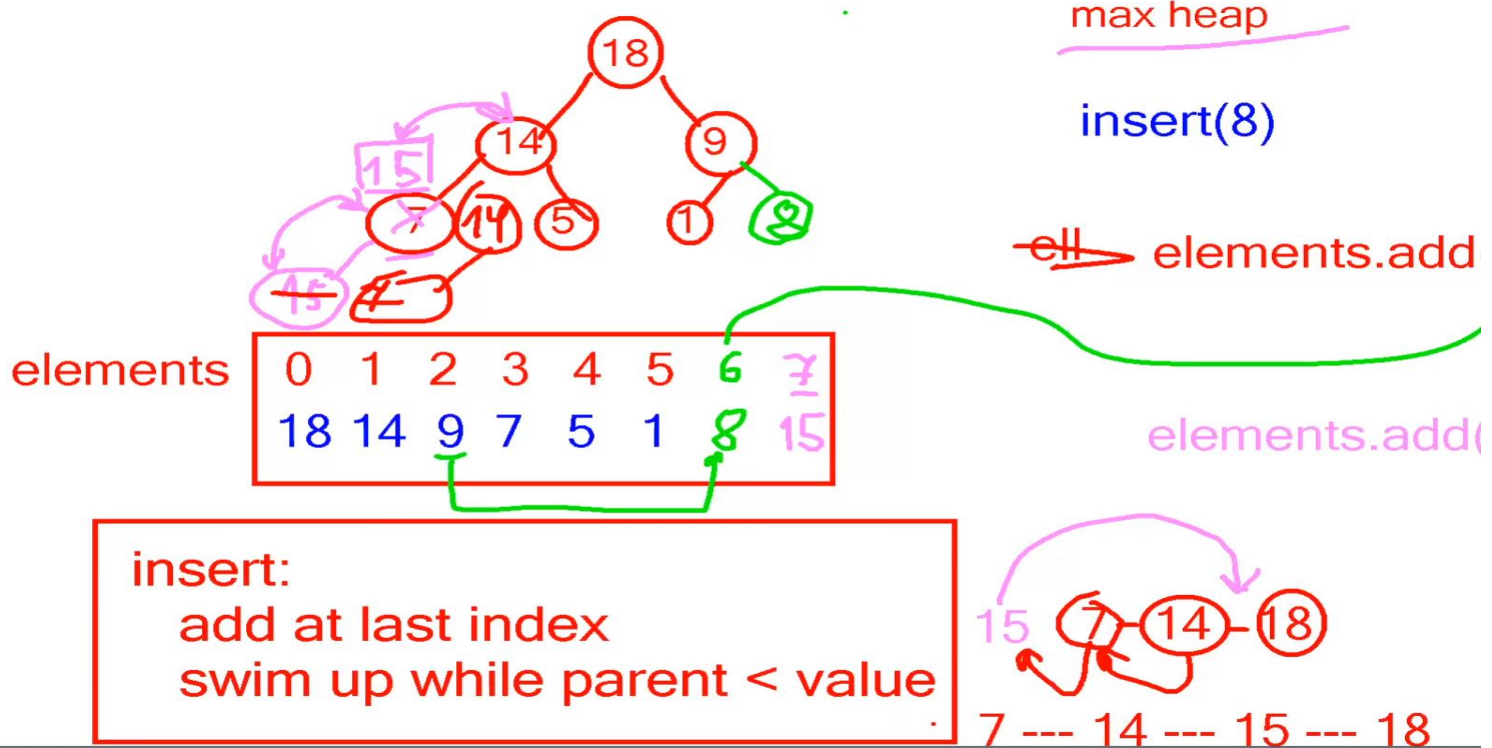 max heap
18
insert(8)
14 9
15
7 14 5 1 8
15 7
elements.add
elements 0 1 2 3 4 5 6 7
18 14 9 7 5 1 8 15
elements.add(
insert:
add at last index
swim up while parent < value
15 7 - 14 - 18
7 --- 14 --- 15 --- 18